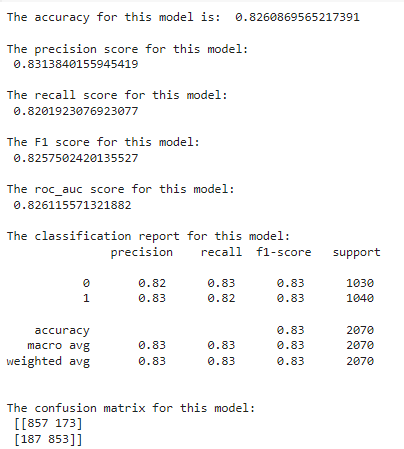 The accuracy for this model is:  0.8260869565217391
The precision score for this model:
0.8313840155945419
The recall score for this model:
0.8201923076923077
The F1 score for this model:
0.8257502420135527
The roc_auc score for this model:
0.826115571321882
The classification report for this model:
precision recall f1-score support
0 0.82 0.83 0.83 1030
1 0.83 0.82 0.83 1040
accuracy 0.83 2070
macro avg 0.83 0.83 0.83 2070
weighted avg 0.83 0.83 0.83 2070
The confusion matrix for this model:
[[857 173]
[187 853]]